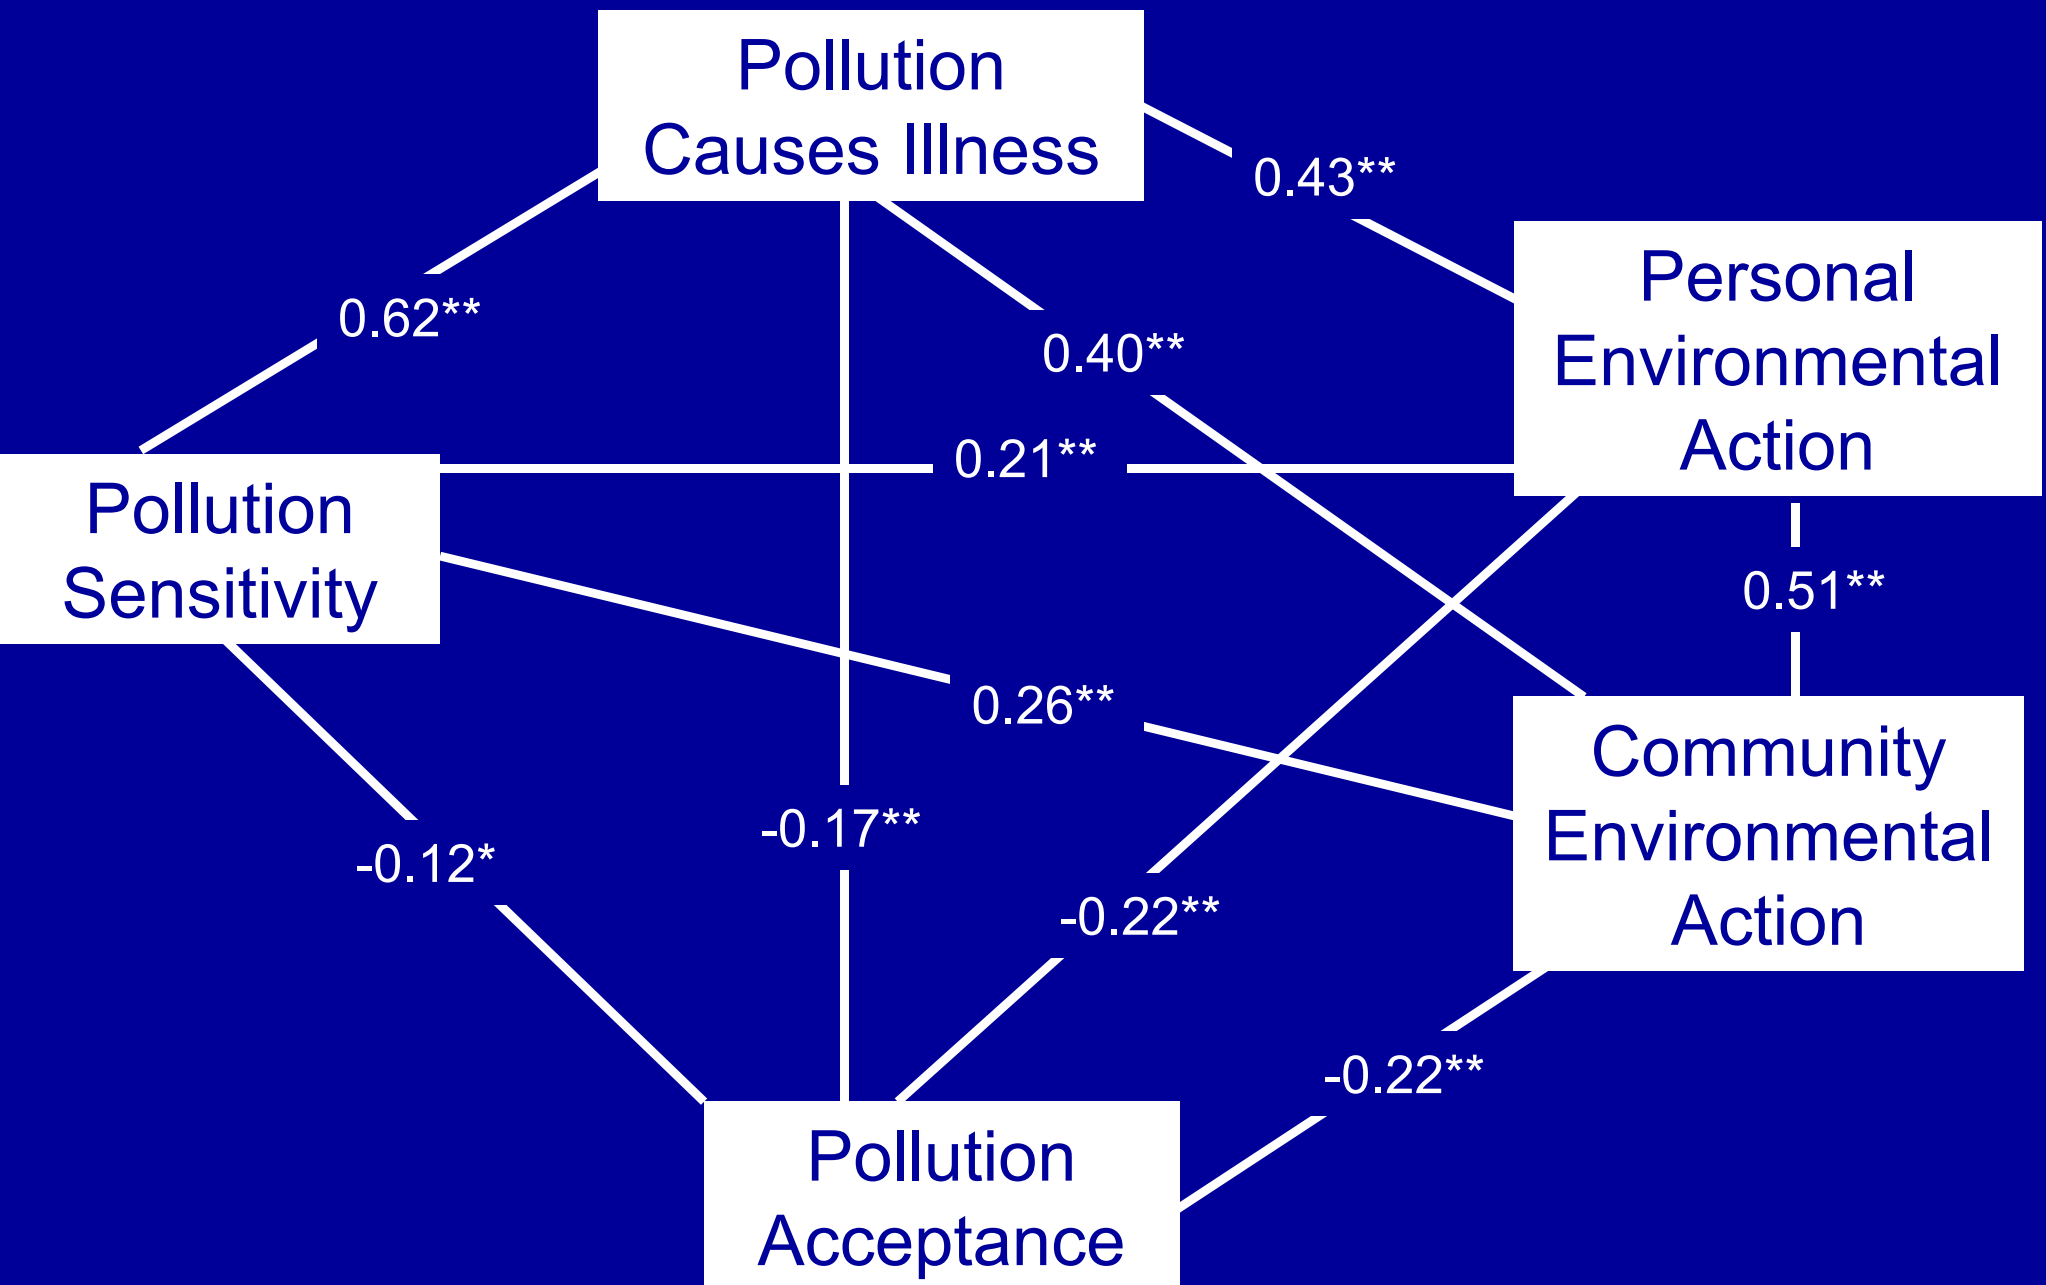 Pollution
Causes Illness
0.43**
Personal
Environmental
Action
0.62**
0.40**
0.21**
Pollution
Sensitivity
0.51**
0.26**
Community
Environmental
Action
-0.17**
-0.12*
-0.22**
-0.22**
Pollution
Acceptance